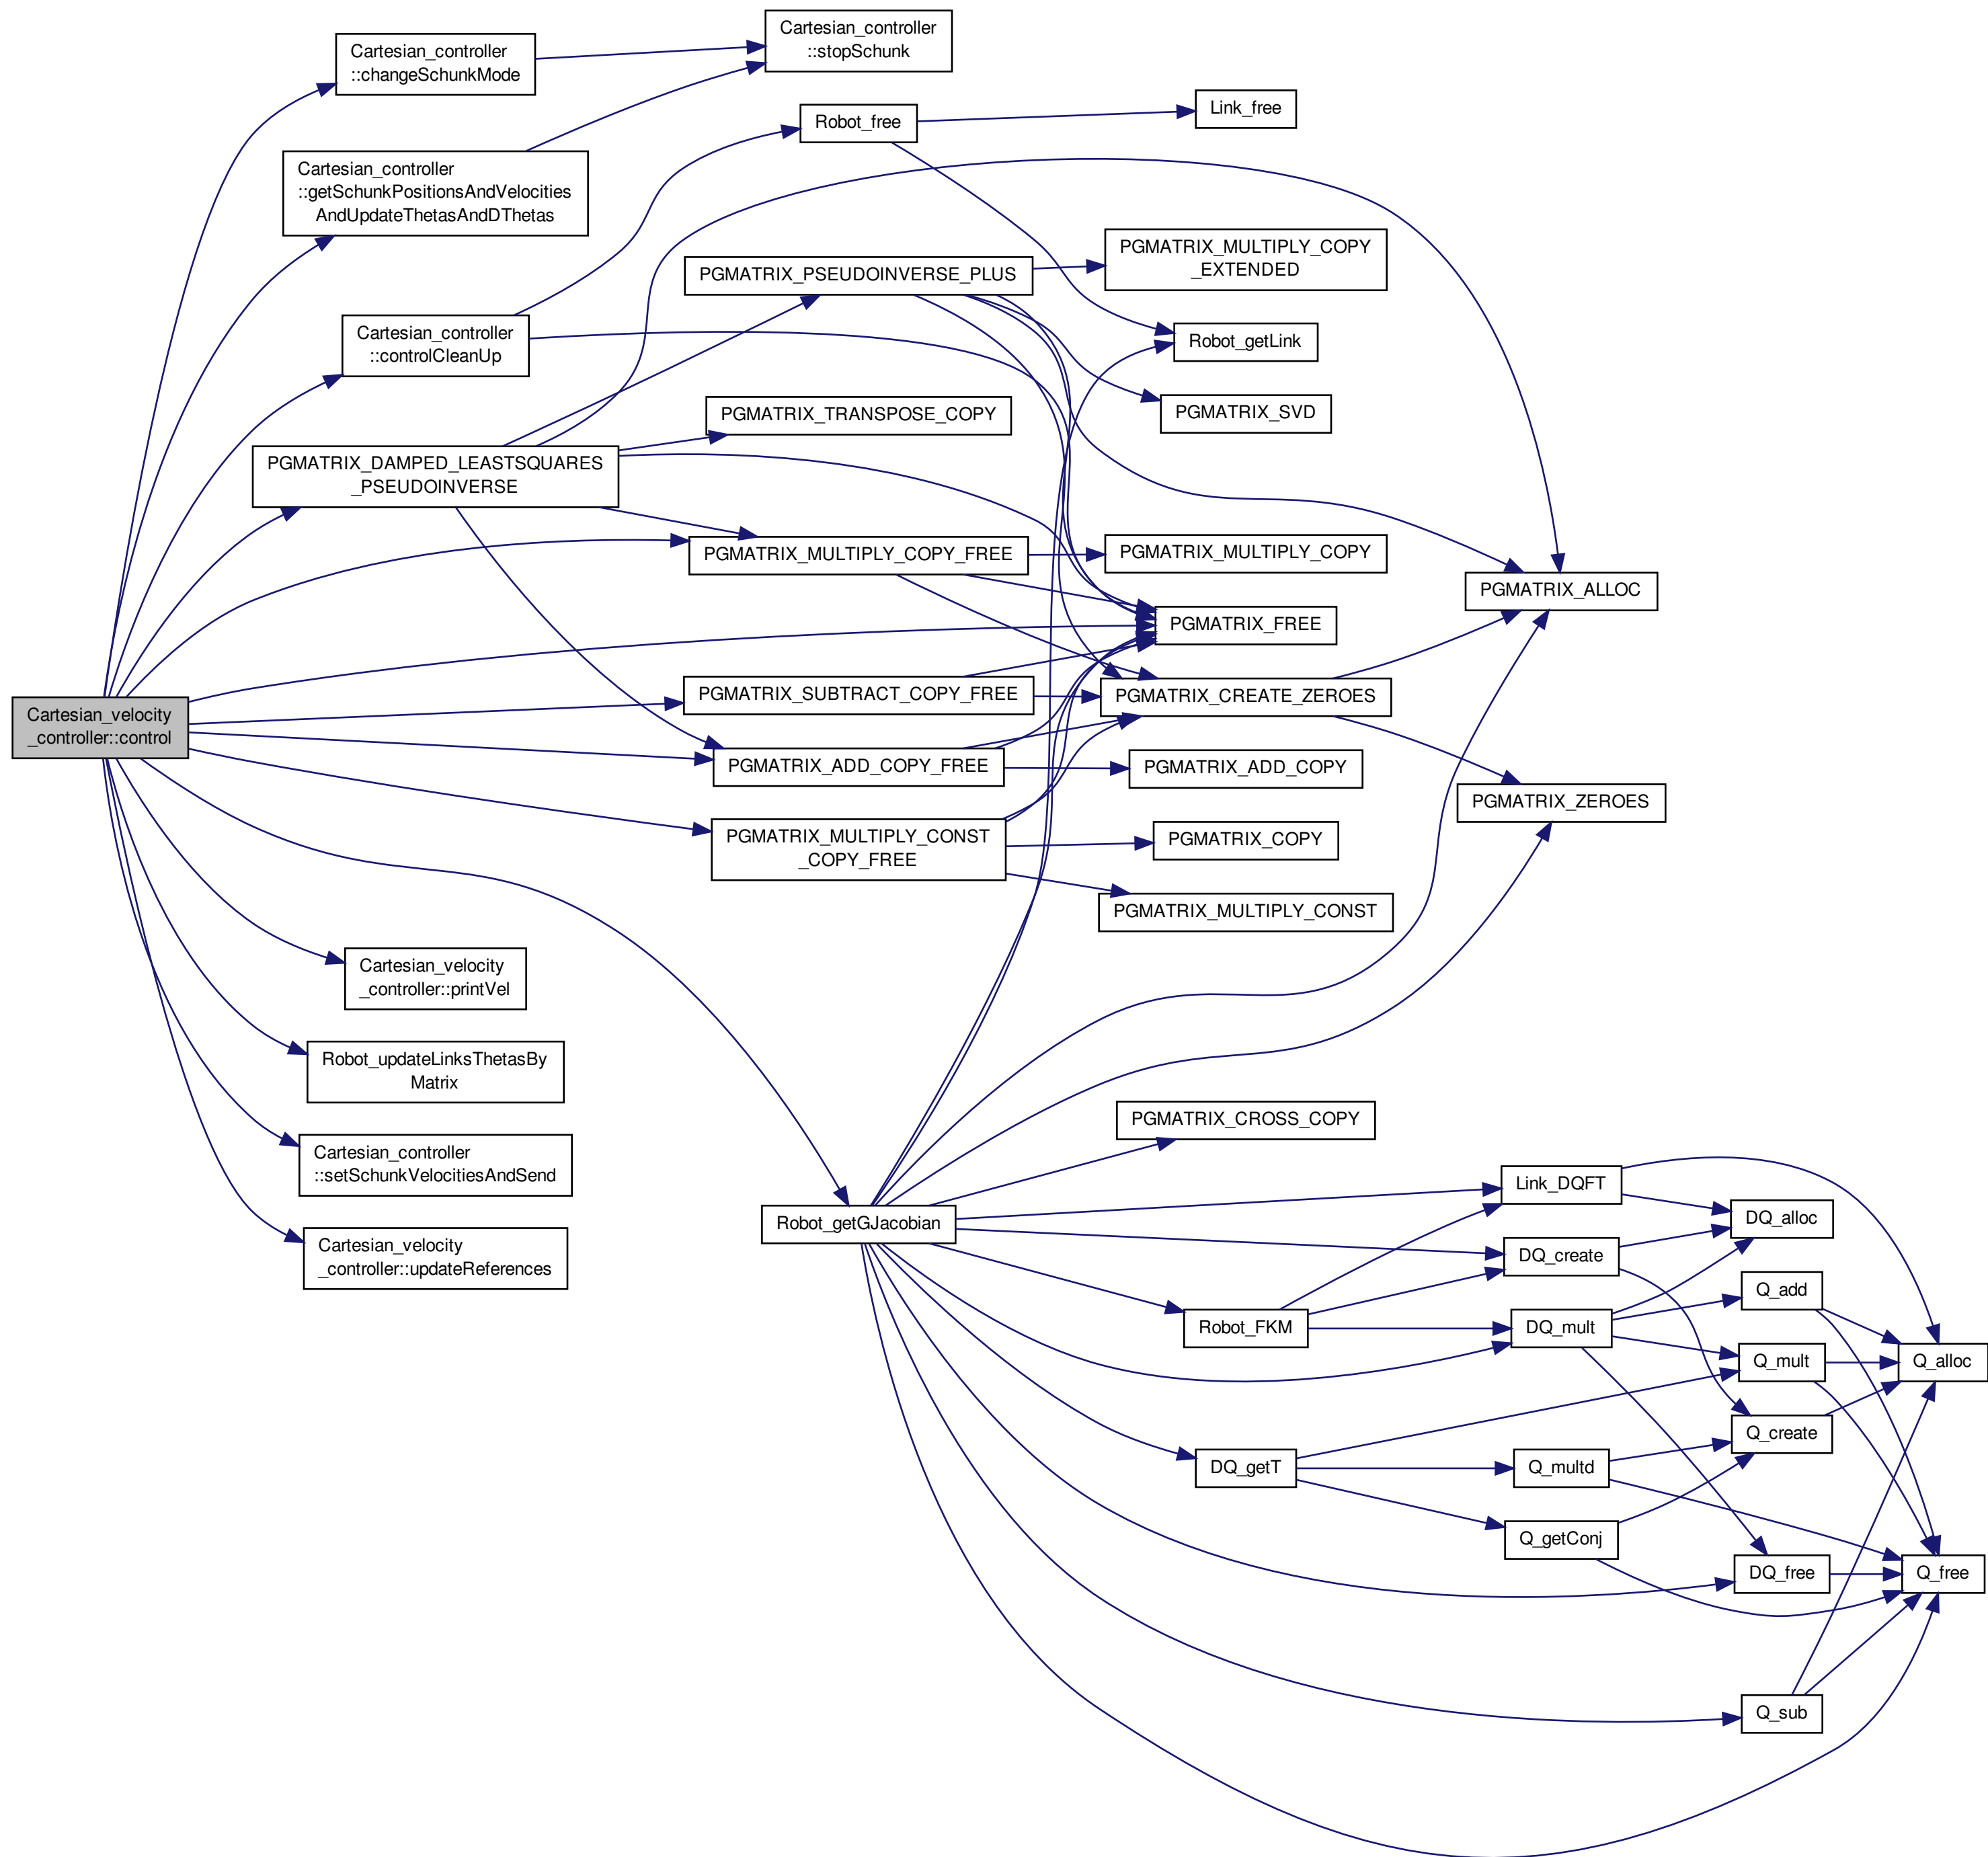 Cartesian_velocity
_controller::control
Cartesian_controller
::changeSchunkMode
Cartesian_controller
::getSchunkPositionsAndVelocities
AndUpdateThetasAndDThetas
Cartesian_controller
::controlCleanUp
PGMATRIX_DAMPED_LEASTSQUARES
_PSEUDOINVERSE
Cartesian_velocity
_controller::printVel
Robot_updateLinksThetasBy
Matrix
Cartesian_controller
::setSchunkVelocitiesAndSend
Cartesian_velocity
_controller::updateReferences
Cartesian_controller
::stopSchunk
Robot_free
PGMATRIX_PSEUDOINVERSE_PLUS
PGMATRIX_TRANSPOSE_COPY
PGMATRIX_MULTIPLY_COPY_FREE
PGMATRIX_SUBTRACT_COPY_FREE
PGMATRIX_ADD_COPY_FREE
PGMATRIX_MULTIPLY_CONST
_COPY_FREE
Robot_getGJacobian
Link_free
PGMATRIX_MULTIPLY_COPY
_EXTENDED
Robot_getLink
PGMATRIX_SVD
PGMATRIX_MULTIPLY_COPY
PGMATRIX_FREE
PGMATRIX_CREATE_ZEROES
PGMATRIX_ADD_COPY
PGMATRIX_COPY
PGMATRIX_MULTIPLY_CONST
PGMATRIX_CROSS_COPY
Robot_FKM
DQ_getT
PGMATRIX_ALLOC
PGMATRIX_ZEROES
Link_DQFT
DQ_create
DQ_mult
Q_multd
Q_getConj
DQ_alloc
Q_add
Q_mult
Q_create
DQ_free
Q_sub
Q_alloc
Q_free